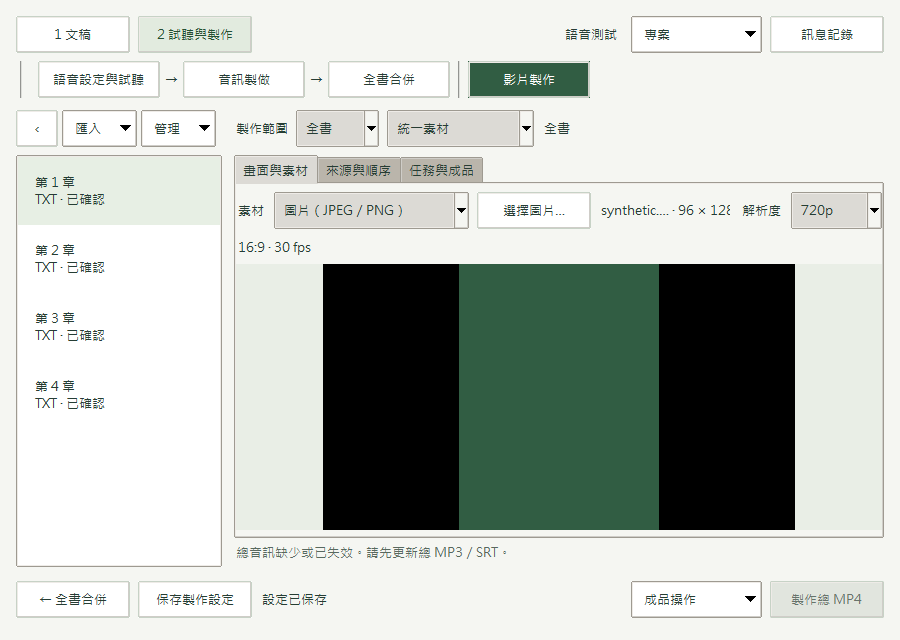 1 文稿
2 試聽與製作
語音測試
專案
訊息記錄
語音設定與試聽
→
音訊製做
→
全書合併
影片製作
‹
匯入
管理
製作範圍
全書
統一素材
全書
第 1 章
TXT · 已確認
第 2 章
TXT · 已確認
第 3 章
TXT · 已確認
第 4 章
TXT · 已確認
畫面與素材
來源與順序
任務與成品
素材
圖片 ( JPEG / PNG )
選擇圖片...
synthetic.... · 96 × 128
解析度
720p
16:9 · 30 fps
總音訊缺少或已失效。請先更新總 MP3 / SRT。
← 全書合併
保存製作設定
設定已保存
成品操作
製作總 MP4